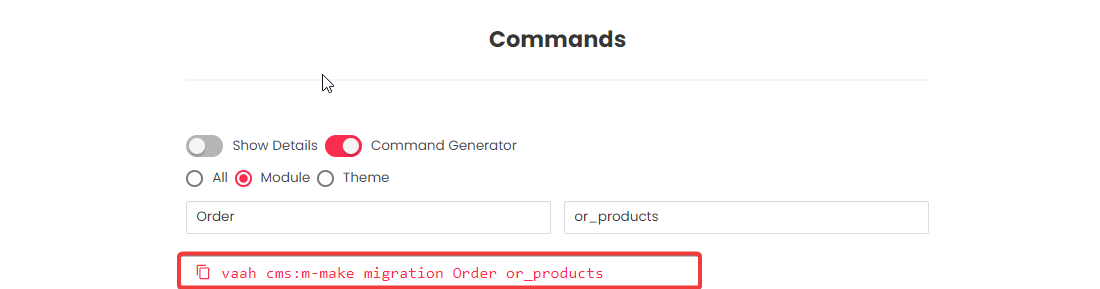 Commands
Show Details Command Generator
All Module Theme
Order or_products
vaah cms:m-make migration Order or_products